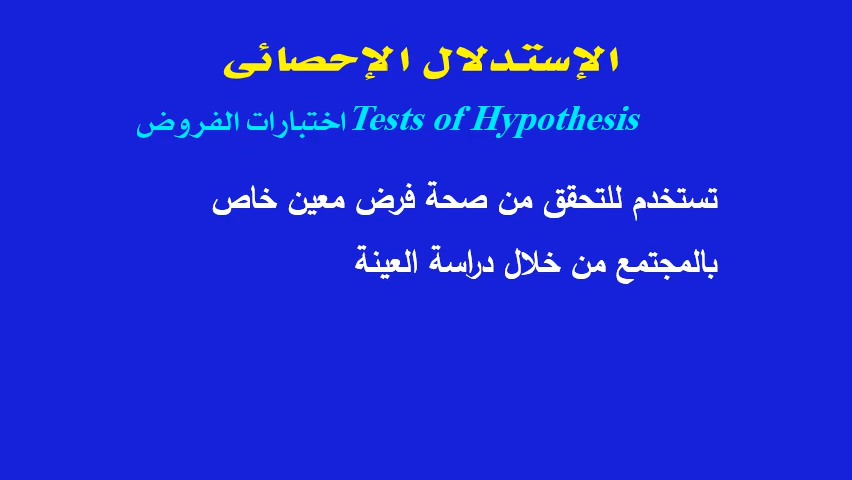 الإستدلال الإحصائى
اختبارات الفروض Tests of Hypothesis
تستخدم للتحقق من صحة فرض معين خاص
بالمجتمع من خلال دراسة العينة